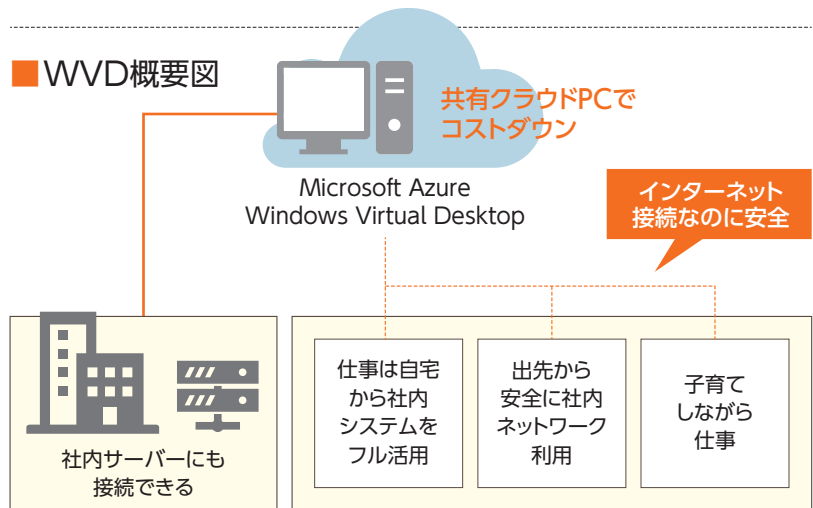 ■WVD概要図
共有クラウドPCで
コストダウン
Microsoft Azure
Windows Virtual Desktop
インターネット
接続なのに安全
社内サーバーにも
接続できる
仕事は自宅
から社内
システムを
フル活用
出先から
安全に社内
ネットワーク
利用
子育て
しながら
仕事